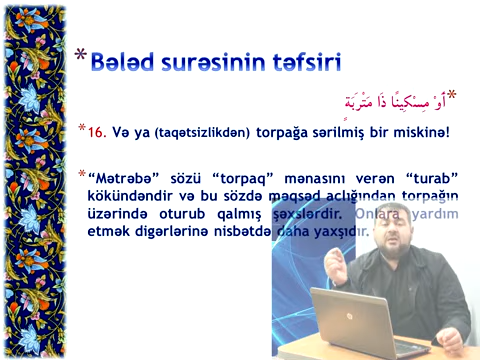 * Bələd surəsinin təfsiri
* أَوْ مِسْكِينًا ذَا مَتْرَبَةٍ
* 16. Və ya (taqətsizlikdən) torpağa sərilmiş bir miskinə!
* “Mətrəbə” sözü “torpaq” mənasını verən “turab”
kökündəndir və bu sözdə məqsəd aclığından torpağın
üzərində oturub qalmış şəxslərdir. Onlara yardım
etmək digərlərinə nisbətdə daha yaxşıdır.